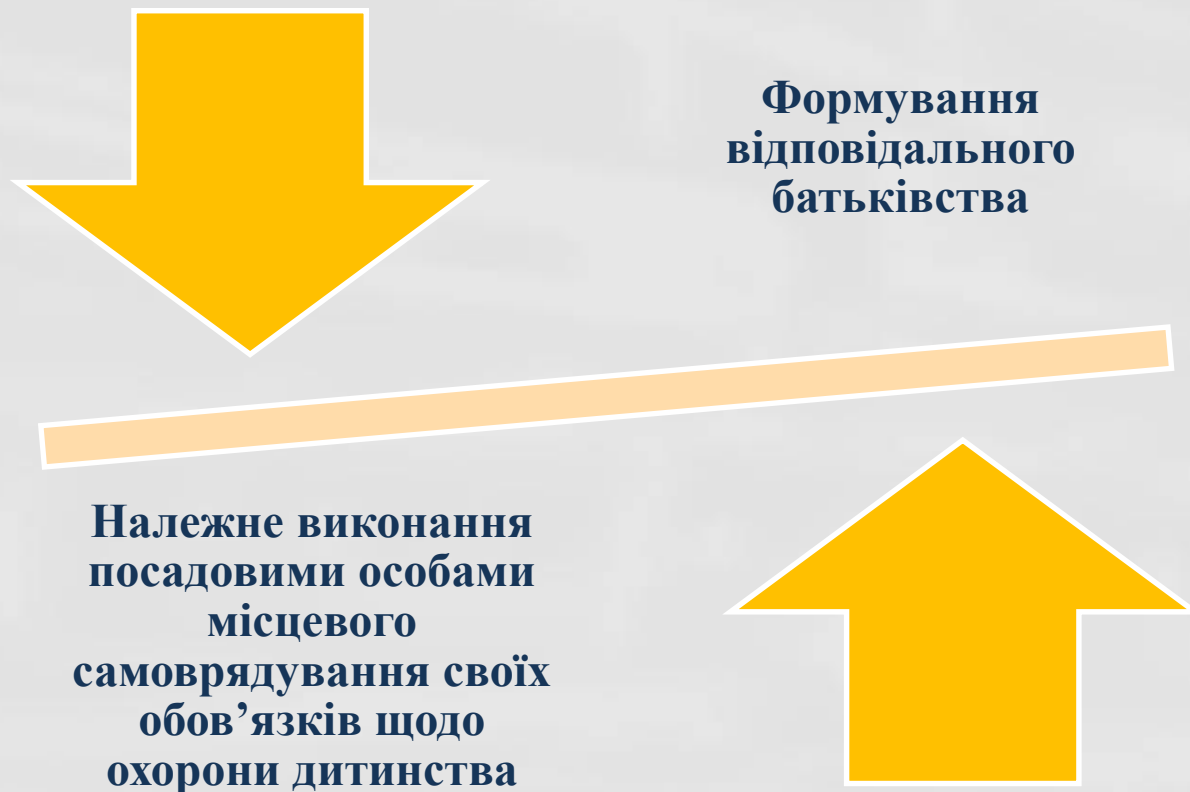 Формування
відповідального
батьківства
Належне виконання
посадовими особами
місцевого
самоврядування своїх
обов’язків щодо
охорони дитинства